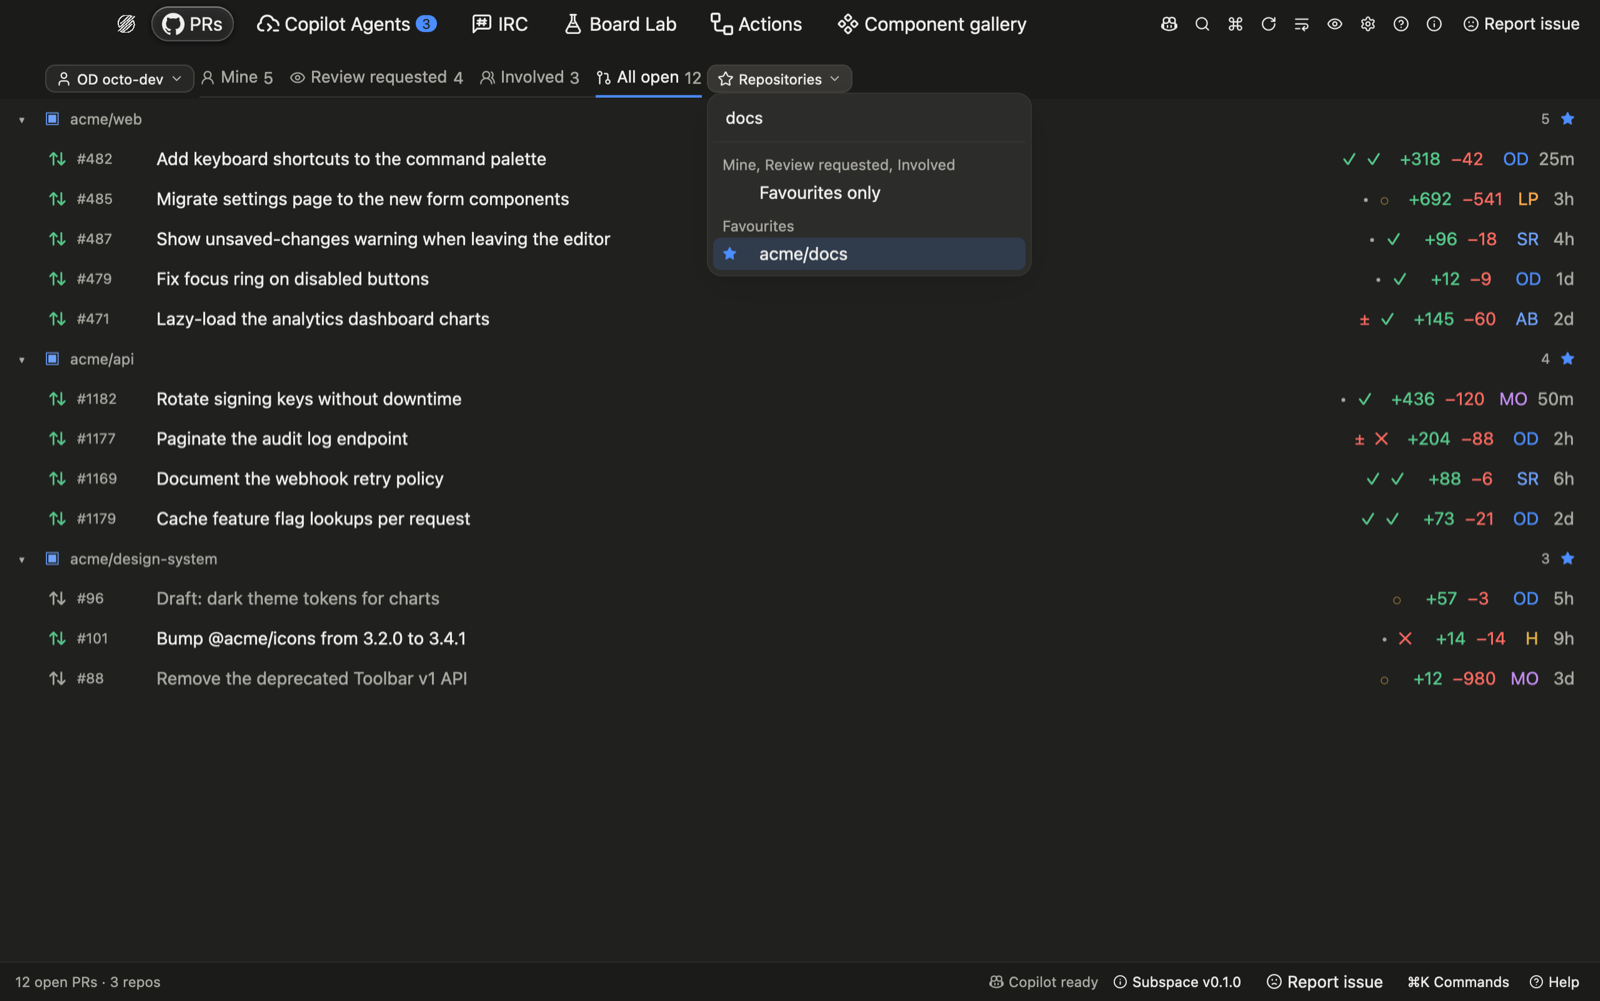 PRs Copilot Agents 3 IRC Board Lab Actions Component gallery Report issue
OD octo-dev Mine 5 Review requested 4 Involved 3 All open 12 Repositories
docs
Mine, Review requested, Involved
Favourites only
Favourites
acme/docs
acme/web 5
#482 Add keyboard shortcuts to the command palette +318 −42 OD 25m
#485 Migrate settings page to the new form components +692 −541 LP 3h
#487 Show unsaved-changes warning when leaving the editor +96 −18 SR 4h
#479 Fix focus ring on disabled buttons +12 −9 OD 1d
#471 Lazy-load the analytics dashboard charts ± +145 −60 AB 2d
acme/api 4
#1182 Rotate signing keys without downtime +436 −120 MO 50m
#1177 Paginate the audit log endpoint ± +204 −88 OD 2h
#1169 Document the webhook retry policy +88 −6 SR 6h
#1179 Cache feature flag lookups per request +73 −21 OD 2d
acme/design-system 3
#96 Draft: dark theme tokens for charts +57 −3 OD 5h
#101 Bump @acme/icons from 3.2.0 to 3.4.1 +14 −14 H 9h
#88 Remove the deprecated Toolbar v1 API +12 −980 MO 3d
12 open PRs · 3 repos Copilot ready Subspace v0.1.0 Report issue ⌘K Commands Help